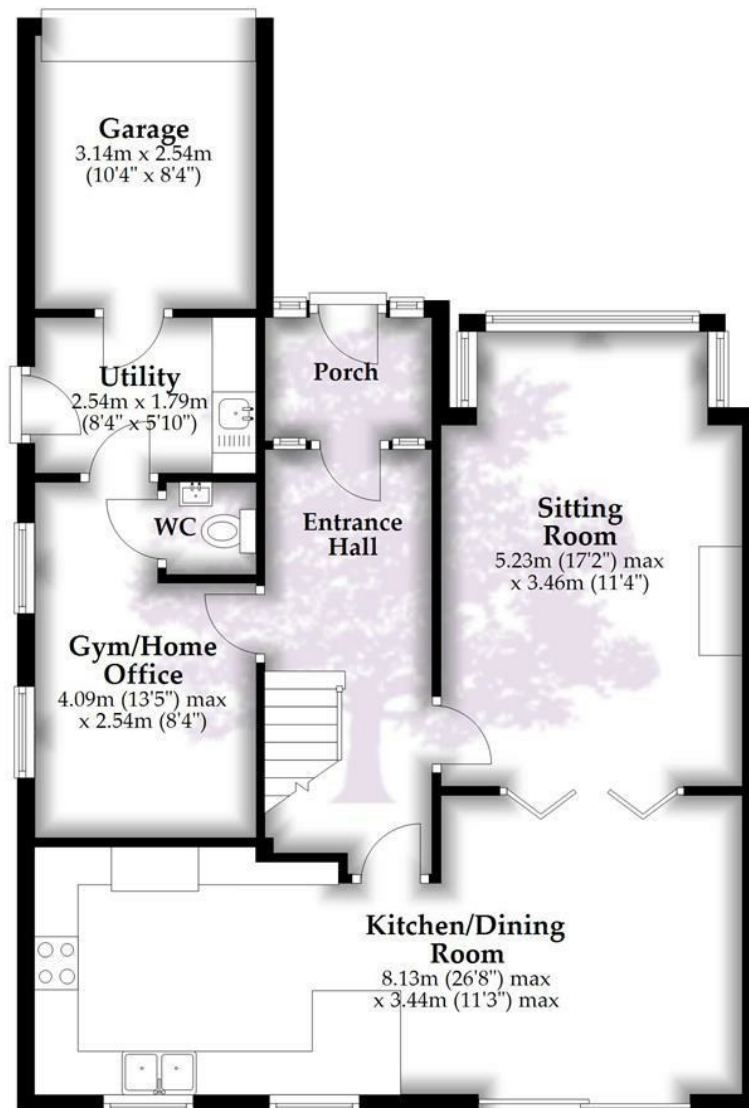 Garage
3.14m x 2.54m
(10'4" x 8'4")
Utility
2.54m x 1.79m
(8'4" x 5'10")
Porch
WC
Entrance
Hall
Sitting
Room
5.23m (17'2") max
x 3.46m (11'4")
Gym/Home
Office
4.09m (13'5") max
x 2.54m (8'4")
Kitchen/Dining
Room
8.13m (26'8") max
x 3.44m (11'3") max